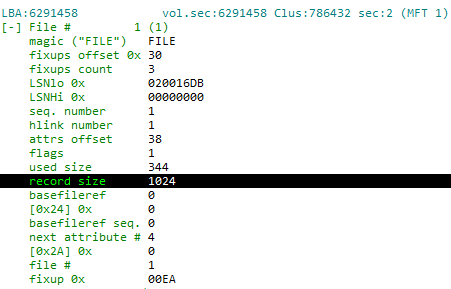 LBA:6291458 vol.sec:6291458 Clus:786432 sec:2 (MFT 1)
[-] File # 1 (1)
magic ("FILE") FILE
fixups offset 0x 30
fixups count 3
LSNlo 0x 020016DB
LSNHi 0x 00000000
seq. number 1
hlink number 1
attrs offset 38
flags 1
used size 344
record size 1024
basefileref 0
[0x24] 0x 0
basefileref seq. 0
next attribute # 4
[0x2A] 0x 0
file # 1
fixup 0x 00EA